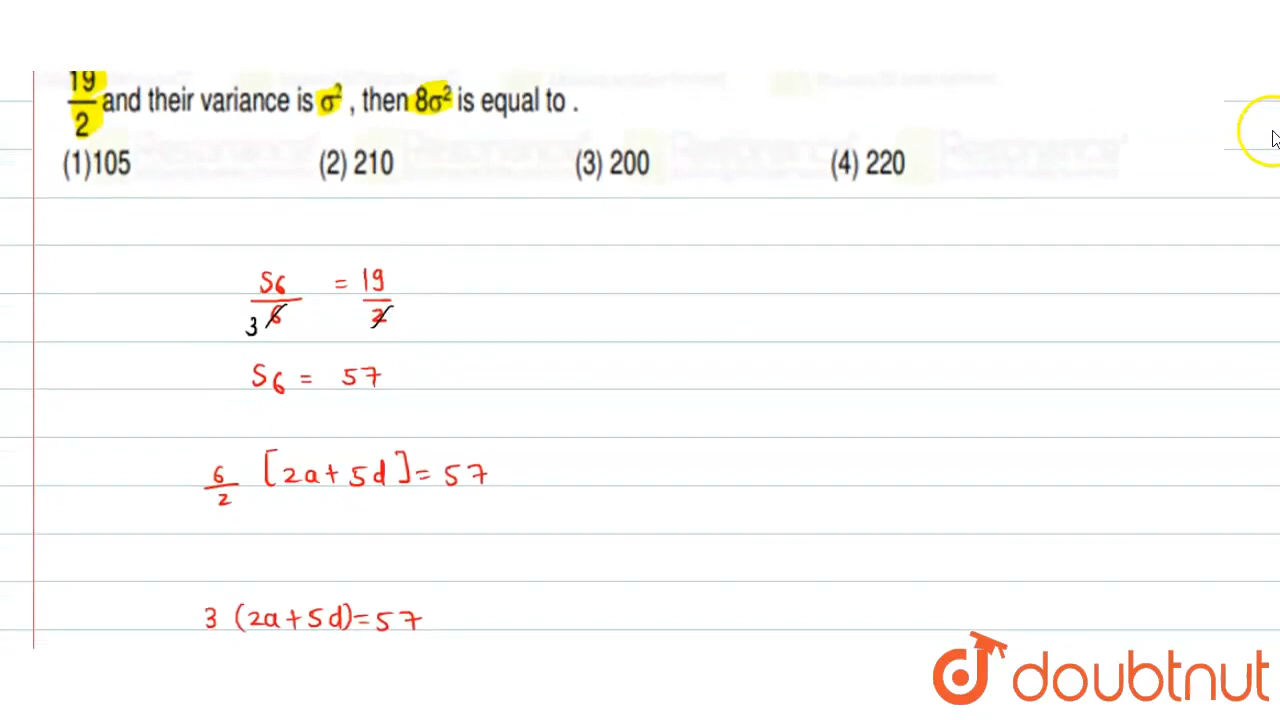 19/2 and their variance is σ², then 8σ² is equal to .
(1)105 (2) 210 (3) 200 (4) 220
S6/6 = 19/2
3
S6 = 57
6/2 [2a+5d] = 57
3 (2a+5d)=57
doubtnut